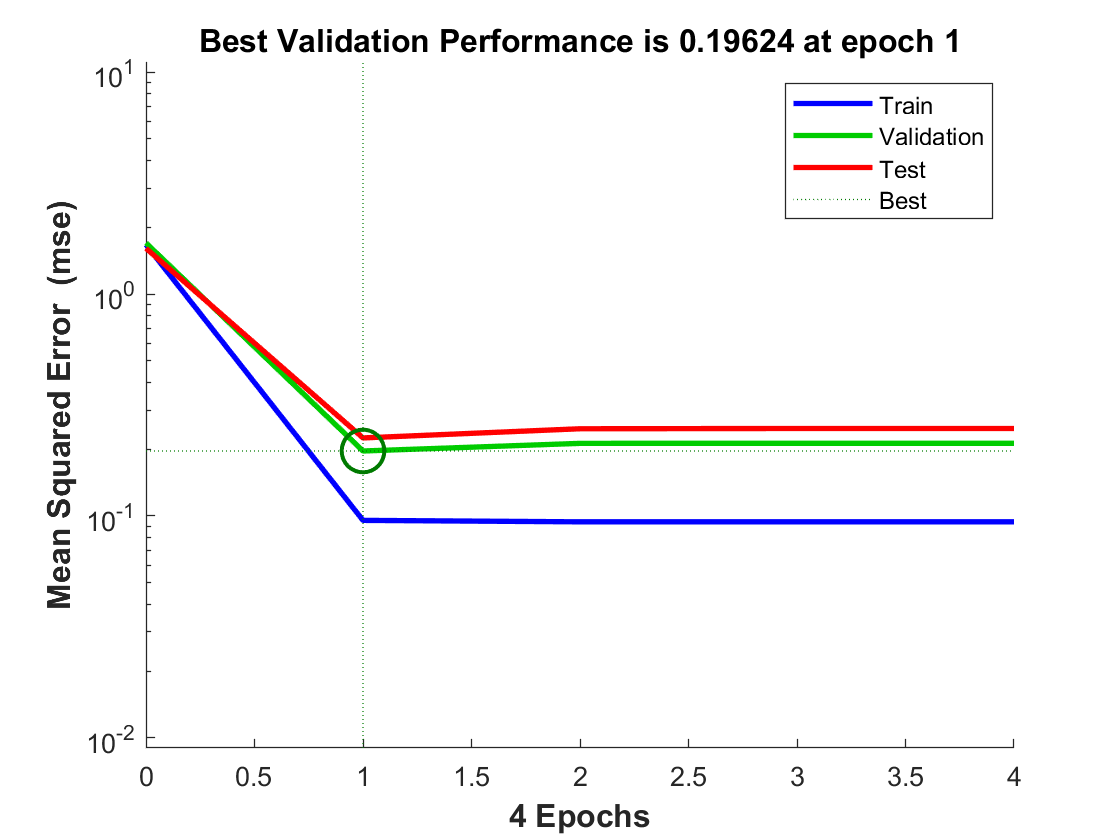 Best Validation Performance is 0.19624 at epoch 1
Mean Squared Error  (mse)
10^1
10^0
10^-1
10^-2
Train
Validation
Test
Best
0 0.5 1 1.5 2 2.5 3 3.5 4
4 Epochs